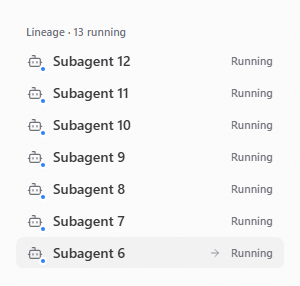 Lineage · 13 running
Subagent 12 Running
Subagent 11 Running
Subagent 10 Running
Subagent 9 Running
Subagent 8 Running
Subagent 7 Running
Subagent 6 → Running